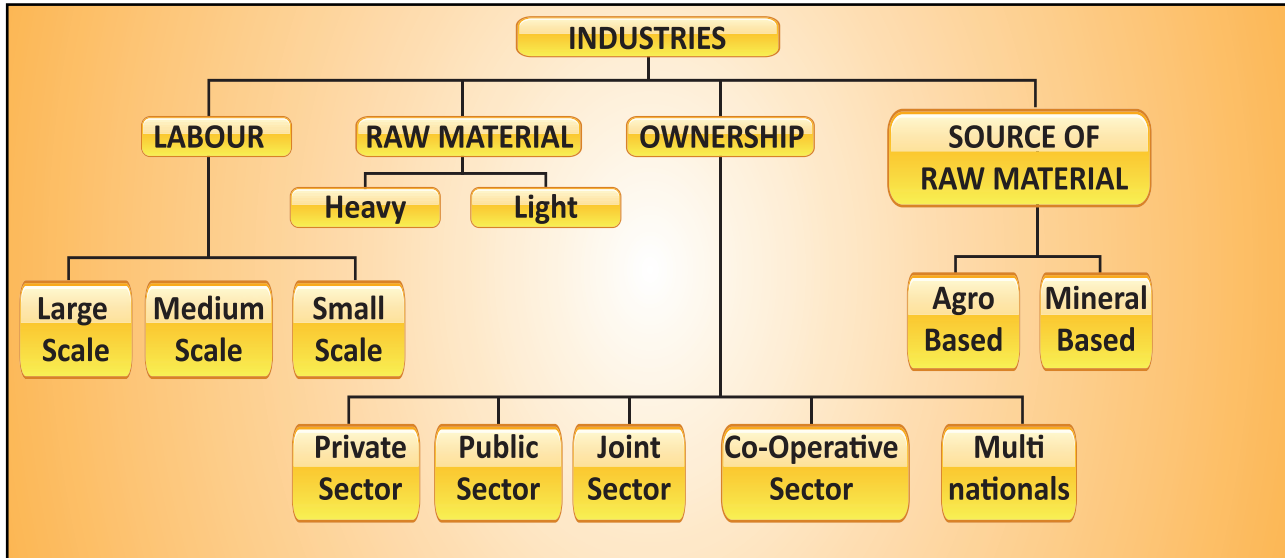 INDUSTRIES
LABOUR
RAW MATERIAL
OWNERSHIP
SOURCE OF
RAW MATERIAL
Heavy
Light
Large
Scale
Medium
Scale
Small
Scale
Agro
Based
Mineral
Based
Private
Sector
Public
Sector
Joint
Sector
Co-Operative
Sector
Multi
nationals